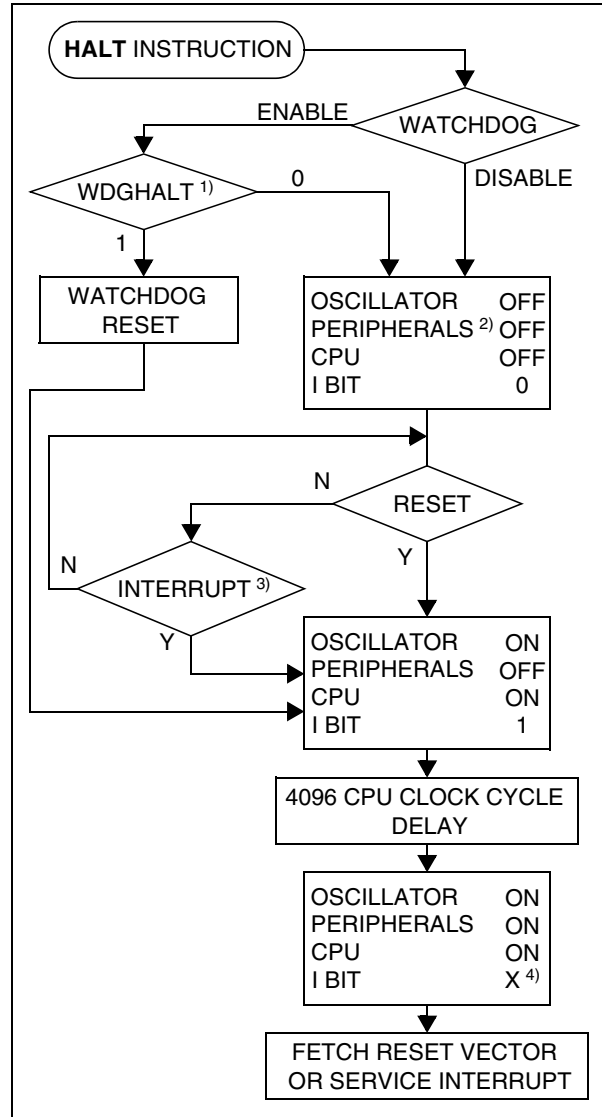 HALT INSTRUCTION
ENABLE
WATCHDOG
WDGHALT 1)
0
DISABLE
1
WATCHDOG
RESET
OSCILLATOR OFF
PERIPHERALS 2) OFF
CPU OFF
I BIT 0
N
RESET
Y
N
INTERRUPT 3)
Y
OSCILLATOR ON
PERIPHERALS OFF
CPU ON
I BIT 1
4096 CPU CLOCK CYCLE
DELAY
OSCILLATOR ON
PERIPHERALS ON
CPU ON
I BIT X 4)
FETCH RESET VECTOR
OR SERVICE INTERRUPT